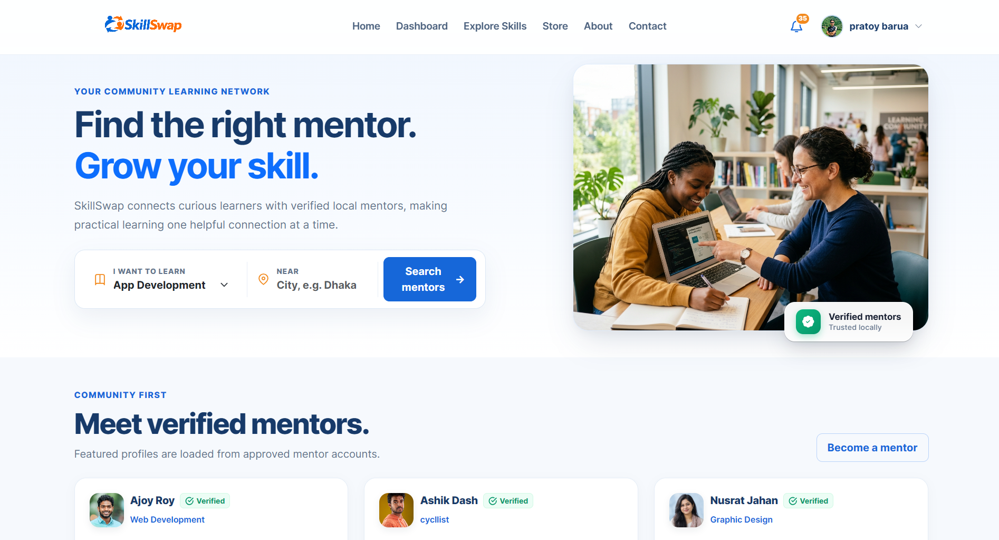 SkillSwap
Home Dashboard Explore Skills Store About Contact
35
pratoy barua
YOUR COMMUNITY LEARNING NETWORK
Find the right mentor.
Grow your skill.
SkillSwap connects curious learners with verified local mentors, making
practical learning one helpful connection at a time.
I WANT TO LEARN
App Development
NEAR
City, e.g. Dhaka
Search
mentors
LEARNING
COMMUNITY
Verified mentors
Trusted locally
COMMUNITY FIRST
Meet verified mentors.
Featured profiles are loaded from approved mentor accounts.
Become a mentor
Ajoy Roy Verified
Web Development
Ashik Dash Verified
cycllist
Nusrat Jahan Verified
Graphic Design